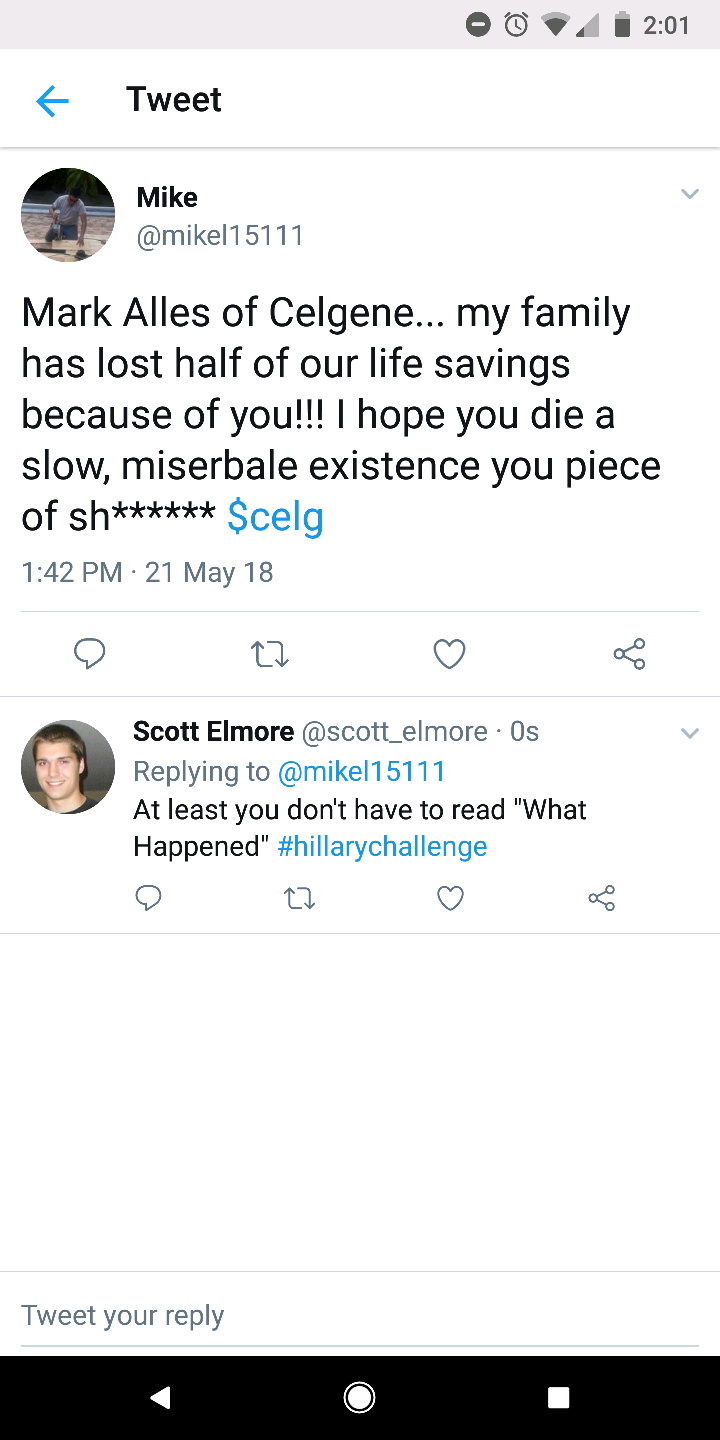 2:01
Tweet
Mike
@mikel15111
Mark Alles of Celgene... my family
has lost half of our life savings
because of you!!! I hope you die a
slow, miserbale existence you piece
of sh****** $celg
1:42 PM · 21 May 18
Scott Elmore @scott_elmore · 0s
Replying to @mikel15111
At least you don't have to read "What
Happened" #hillarychallenge
Tweet your reply